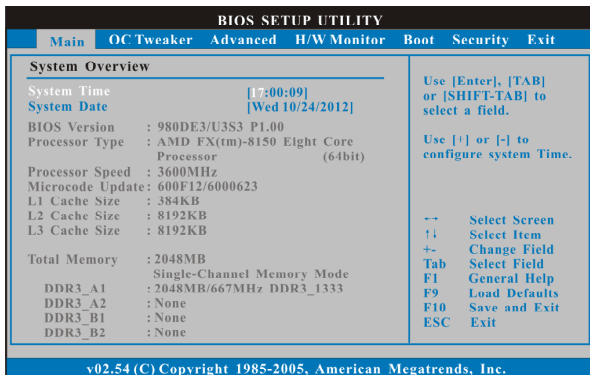 BIOS SETUP UTILITY
Main OC Tweaker Advanced H/W Monitor Boot Security Exit
System Overview
System Time [17:00:09]
System Date [Wed 10/24/2012]
BIOS Version : 980DE3/U3S3 P1.00
Processor Type : AMD FX(tm)-8150 Eight Core
Processor (64bit)
Processor Speed : 3600MHz
Microcode Update : 600F12/6000623
L1 Cache Size : 384KB
L2 Cache Size : 8192KB
L3 Cache Size : 8192KB
Total Memory : 2048MB
Single-Channel Memory Mode
DDR3_A1 : 2048MB/667MHz DDR3_1333
DDR3_A2 : None
DDR3_B1 : None
DDR3_B2 : None
Use [Enter], [TAB]
or [SHIFT-TAB] to
select a field.
Use [+] or [-] to
configure system Time.
←→ Select Screen
↑↓ Select Item
+- Change Field
Tab Select Field
F1 General Help
F9 Load Defaults
F10 Save and Exit
ESC Exit
v02.54 (C) Copyright 1985-2005, American Megatrends, Inc.